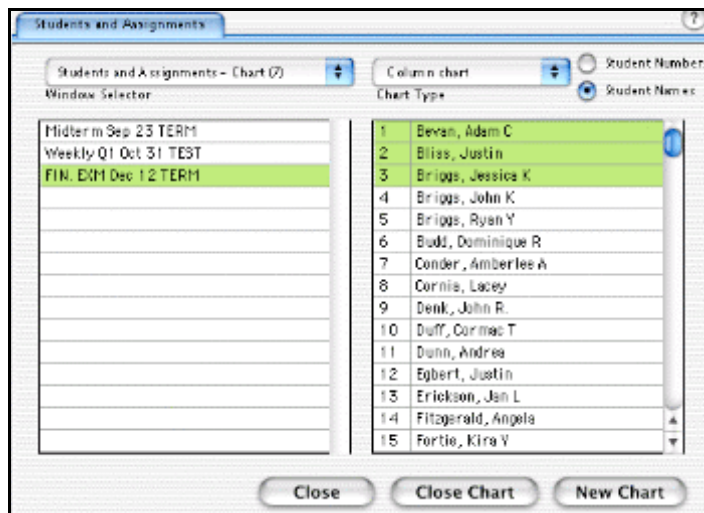 Students and Assignments
?
Students and Assignments - Chart (7)
Window Selector
Column chart
Chart Type
Student Number
Student Names
Midterm Sep 23 TERM
Weekly Q1 Oct 31 TEST
FIN. EXM Dec 12 TERM
1 Bevan, Adam C
2 Bliss, Justin
3 Briggs, Jessica K
4 Briggs, John K
5 Briggs, Ryan Y
6 Budd, Dominique R
7 Conder, Amberlee A
8 Cornia, Lacey
9 Denk, John R.
10 Duff, Cormac T
11 Dunn, Andrea
12 Egbert, Justin
13 Erickson, Jan L
14 Fitzgerald, Angela
15 Fortie, Kira V
Close
Close Chart
New Chart